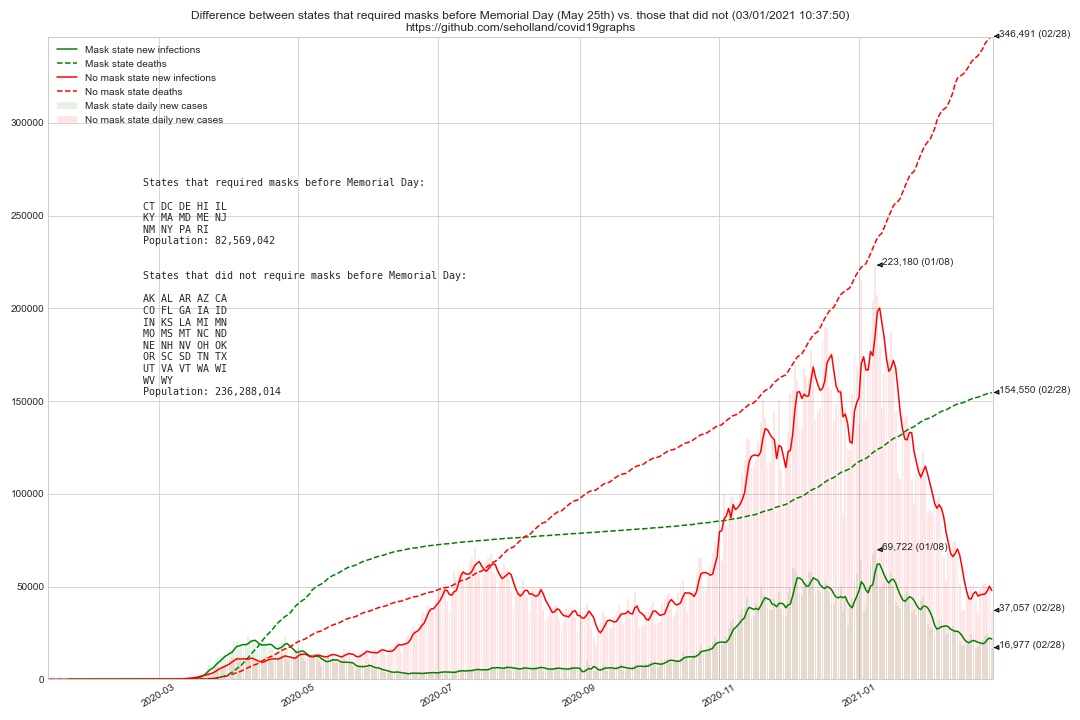 Difference between states that required masks before Memorial Day (May 25th) vs. those that did not (03/01/2021 10:37:50)
https://github.com/seholland/covid19graphs
Mask state new infections
Mask state deaths
No mask state new infections
No mask state deaths
Mask state daily new cases
No mask state daily new cases
States that required masks before Memorial Day:
CT DC DE HI IL
KY MA MD ME NJ
NM NY PA RI
Population: 82,569,042
States that did not require masks before Memorial Day:
AK AL AR AZ CA
CO FL GA IA ID
IN KS LA MI MN
MO MS MT NC ND
NE NH NV OH OK
OR SC SD TN TX
UT VA VT WA WI
WV WY
Population: 236,288,014
346,491 (02/28)
223,180 (01/08)
154,550 (02/28)
69,722 (01/08)
37,057 (02/28)
16,977 (02/28)
300000
250000
200000
150000
100000
50000
0
2020-03
2020-05
2020-07
2020-09
2020-11
2021-01